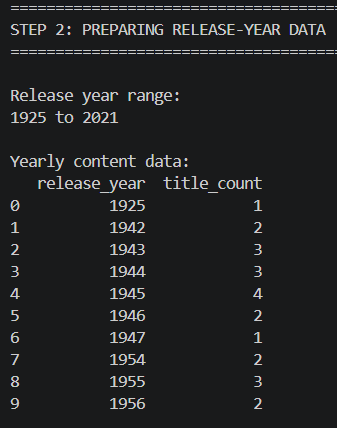 =====================================
STEP 2: PREPARING RELEASE-YEAR DATA
=====================================
Release year range:
1925 to 2021
Yearly content data:
   release_year  title_count
0          1925            1
1          1942            2
2          1943            3
3          1944            3
4          1945            4
5          1946            2
6          1947            1
7          1954            2
8          1955            3
9          1956            2